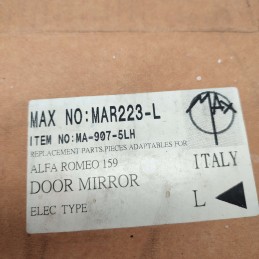 MAX NO:MAR223-L
MAX
ITEM NO:MA-907-5LH
REPLACEMENT PARTS,PIECES ADAPTABLES FOR
ALFA ROMEO 159
ITALY
DOOR MIRROR
ELEC TYPE
L